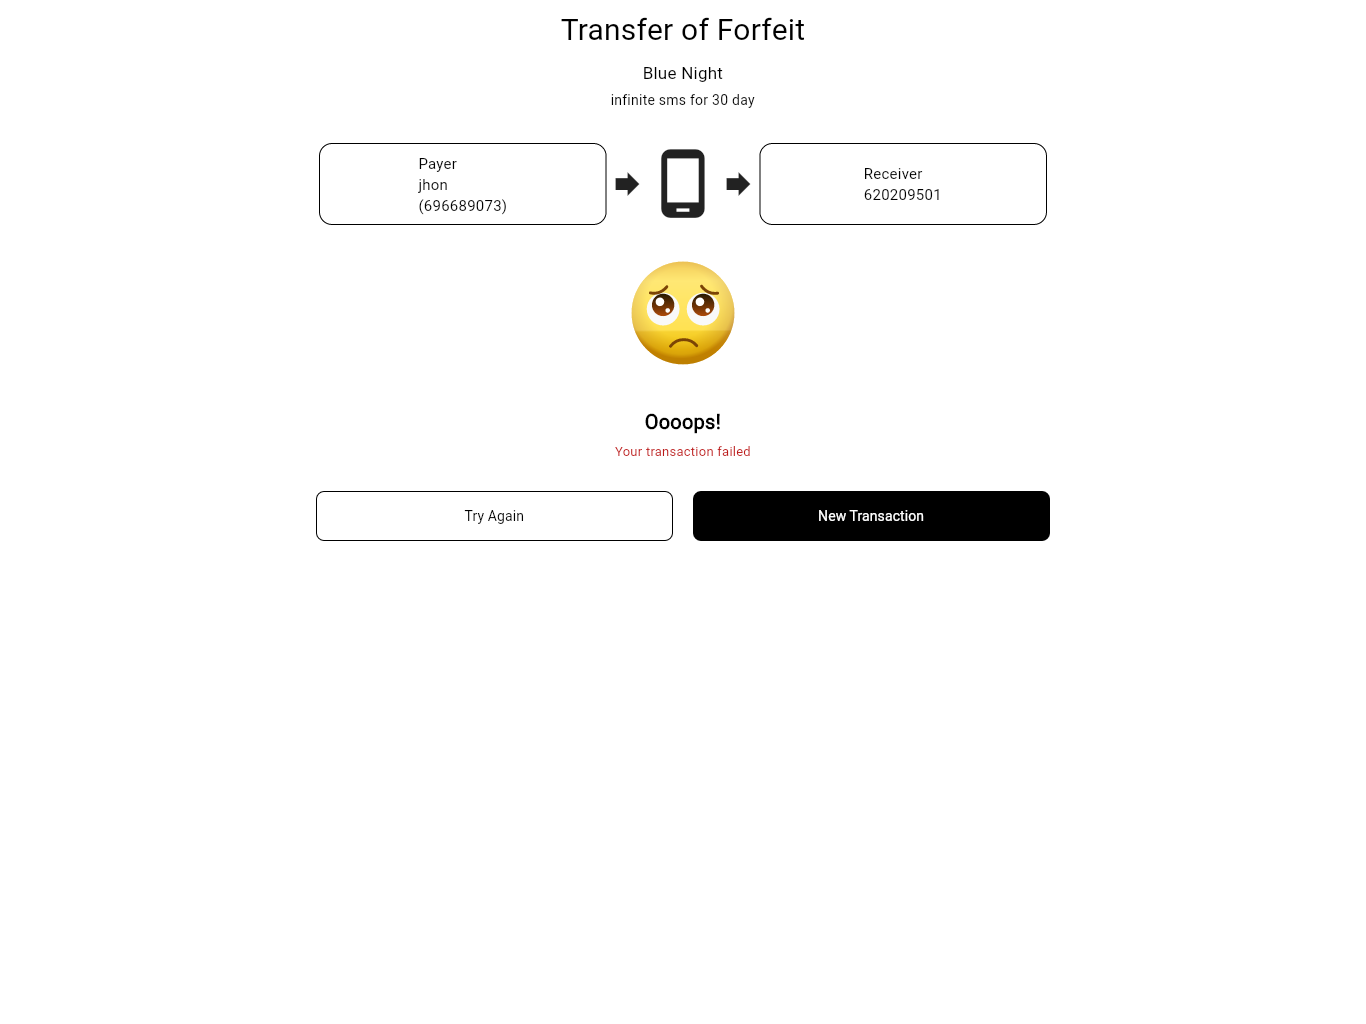 Transfer of Forfeit
Blue Night
infinite sms for 30 day
Payer
jhon
(696689073)
Receiver
620209501
Oooops!
Your transaction failed
Try Again
New Transaction